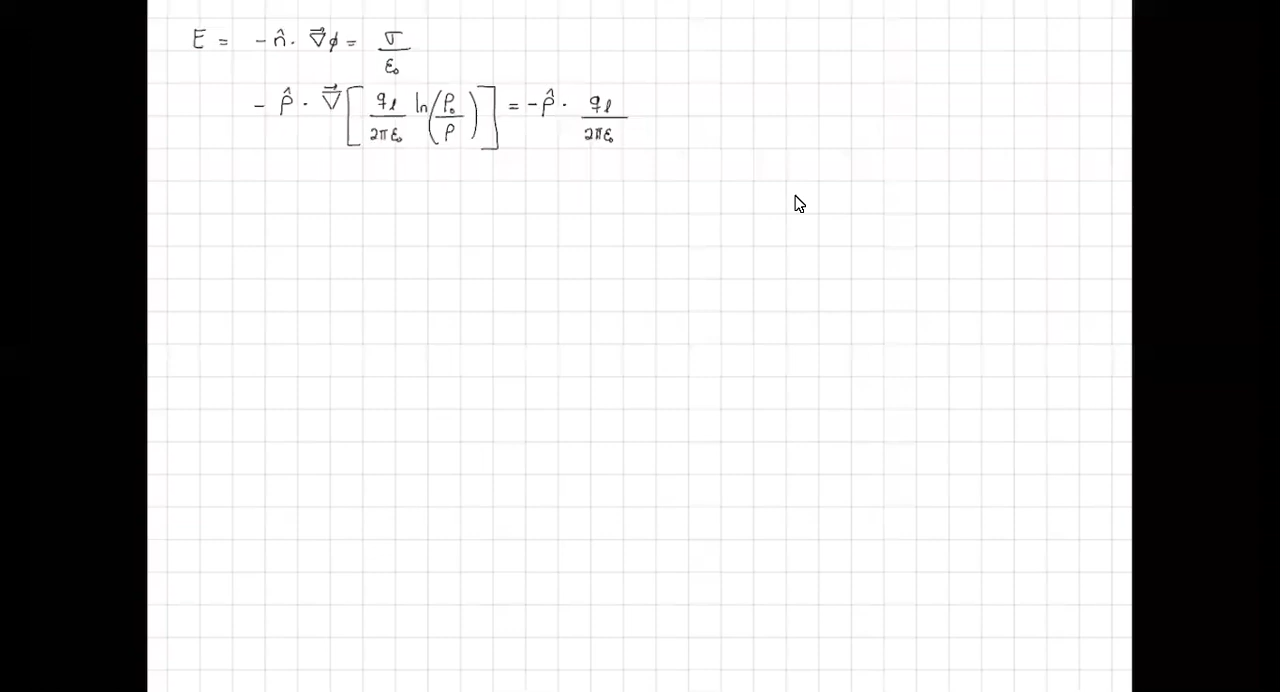 E = - n̂ · ∇⃗ϕ = σ/ε₀
- ρ̂ · ∇⃗ [ qₗ/2πε₀ ln(ρ₀/ρ) ] = - ρ̂ · qₗ/2πε₀